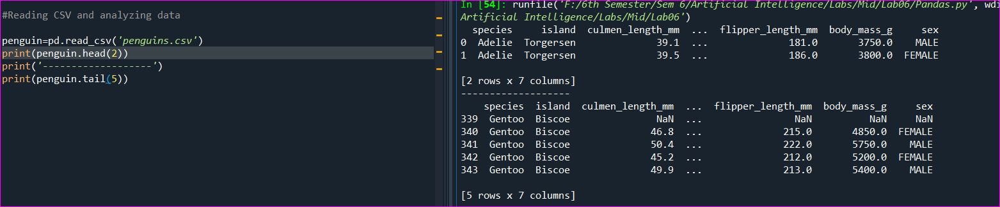 #Reading CSV and analyzing data
penguin=pd.read_csv('penguins.csv')
print(penguin.head(2))
print('-------------------')
print(penguin.tail(5))
In [54]: runfile('F:/6th Semester/Sem 6/Artificial Intelligence/Labs/Mid/Lab06/Pandas.py', wdi
Artificial Intelligence/Labs/Mid/Lab06')
  species     island  culmen_length_mm  ...  flipper_length_mm  body_mass_g     sex
0  Adelie  Torgersen              39.1  ...              181.0       3750.0    MALE
1  Adelie  Torgersen              39.5  ...              186.0       3800.0  FEMALE
[2 rows x 7 columns]
-------------------
    species  island  culmen_length_mm  ...  flipper_length_mm  body_mass_g     sex
339  Gentoo  Biscoe               NaN  ...                NaN          NaN     NaN
340  Gentoo  Biscoe              46.8  ...              215.0       4850.0  FEMALE
341  Gentoo  Biscoe              50.4  ...              222.0       5750.0    MALE
342  Gentoo  Biscoe              45.2  ...              212.0       5200.0  FEMALE
343  Gentoo  Biscoe              49.9  ...              213.0       5400.0    MALE
[5 rows x 7 columns]